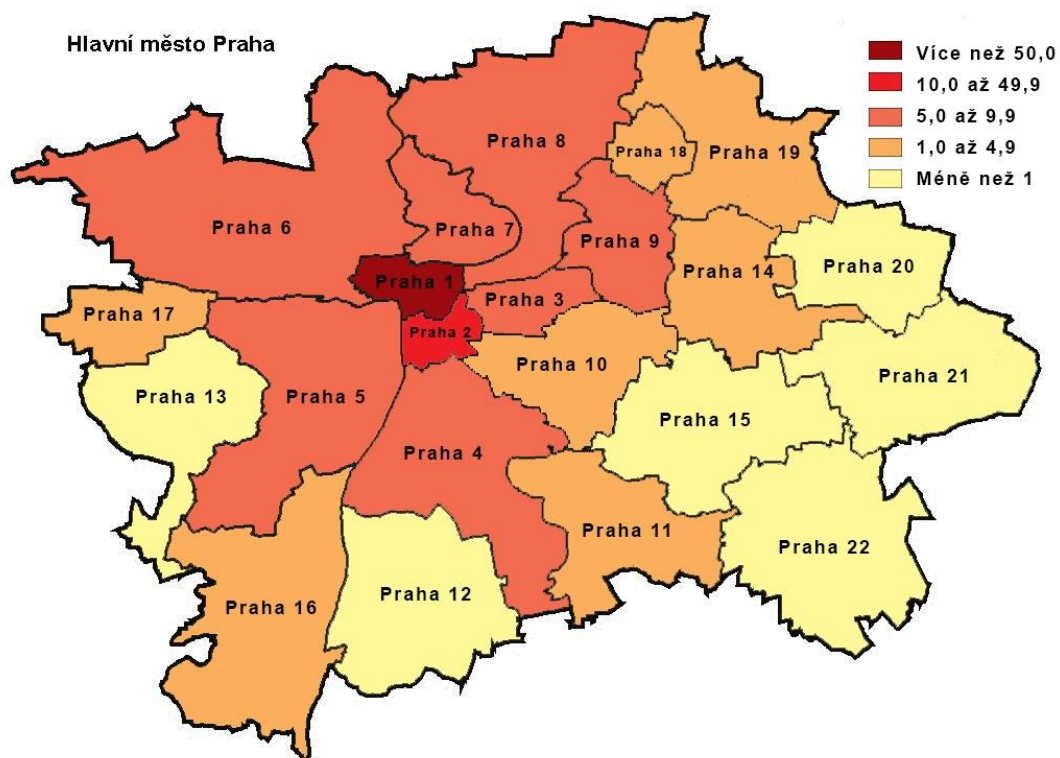 Hlavní město Praha
Více než 50,0
10,0 až 49,9
5,0 až 9,9
1,0 až 4,9
Méně než 1
Praha 8
Praha 18
Praha 19
Praha 6
Praha 7
Praha 9
Praha 1
Praha 14
Praha 20
Praha 3
Praha 17
Praha 2
Praha 10
Praha 21
Praha 13
Praha 5
Praha 15
Praha 4
Praha 11
Praha 22
Praha 12
Praha 16